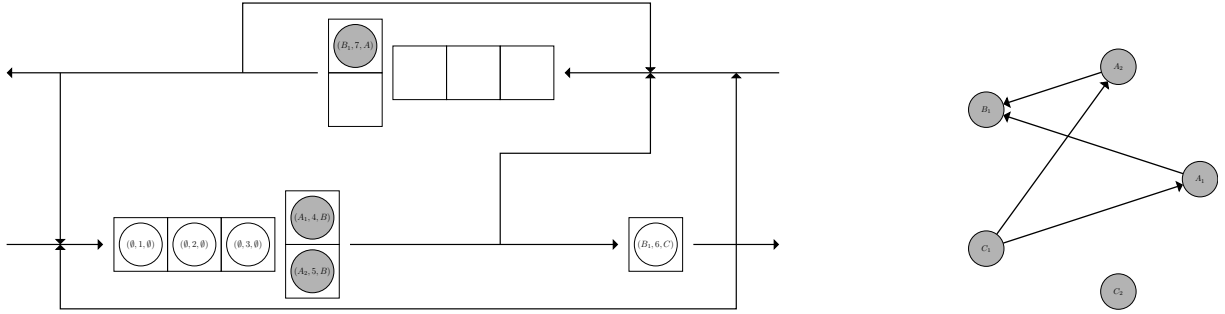 (B₁, 7, A)
(∅, 1, ∅) (∅, 2, ∅) (∅, 3, ∅)
(A₁, 4, B)
(A₂, 5, B)
(B₁, 6, C)
A₂
B₁
A₁
C₁
C₂